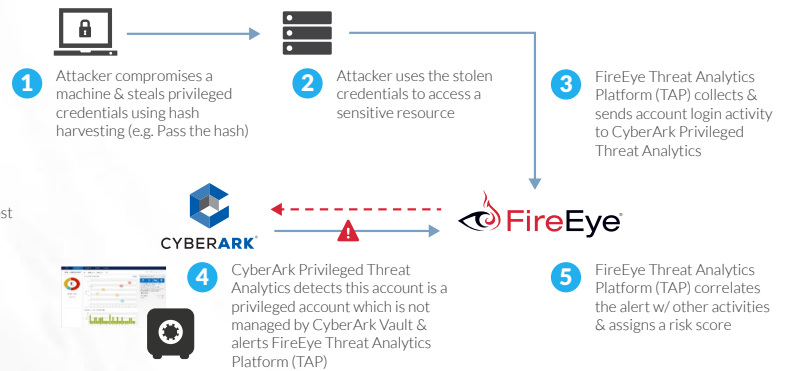 1
Attacker compromises a
machine & steals privileged
credentials using hash
harvesting (e.g. Pass the hash)
2
Attacker uses the stolen
credentials to access a
sensitive resource
3
FireEye Threat Analytics
Platform (TAP) collects &
sends account login activity
to CyberArk Privileged
Threat Analytics
st
CYBERARK®
FireEye®
4
CyberArk Privileged Threat
Analytics detects this account is a
privileged account which is not
managed by CyberArk Vault &
alerts FireEye Threat Analytics
Platform (TAP)
5
FireEye Threat Analytics
Platform (TAP) correlates
the alert w/ other activities
& assigns a risk score